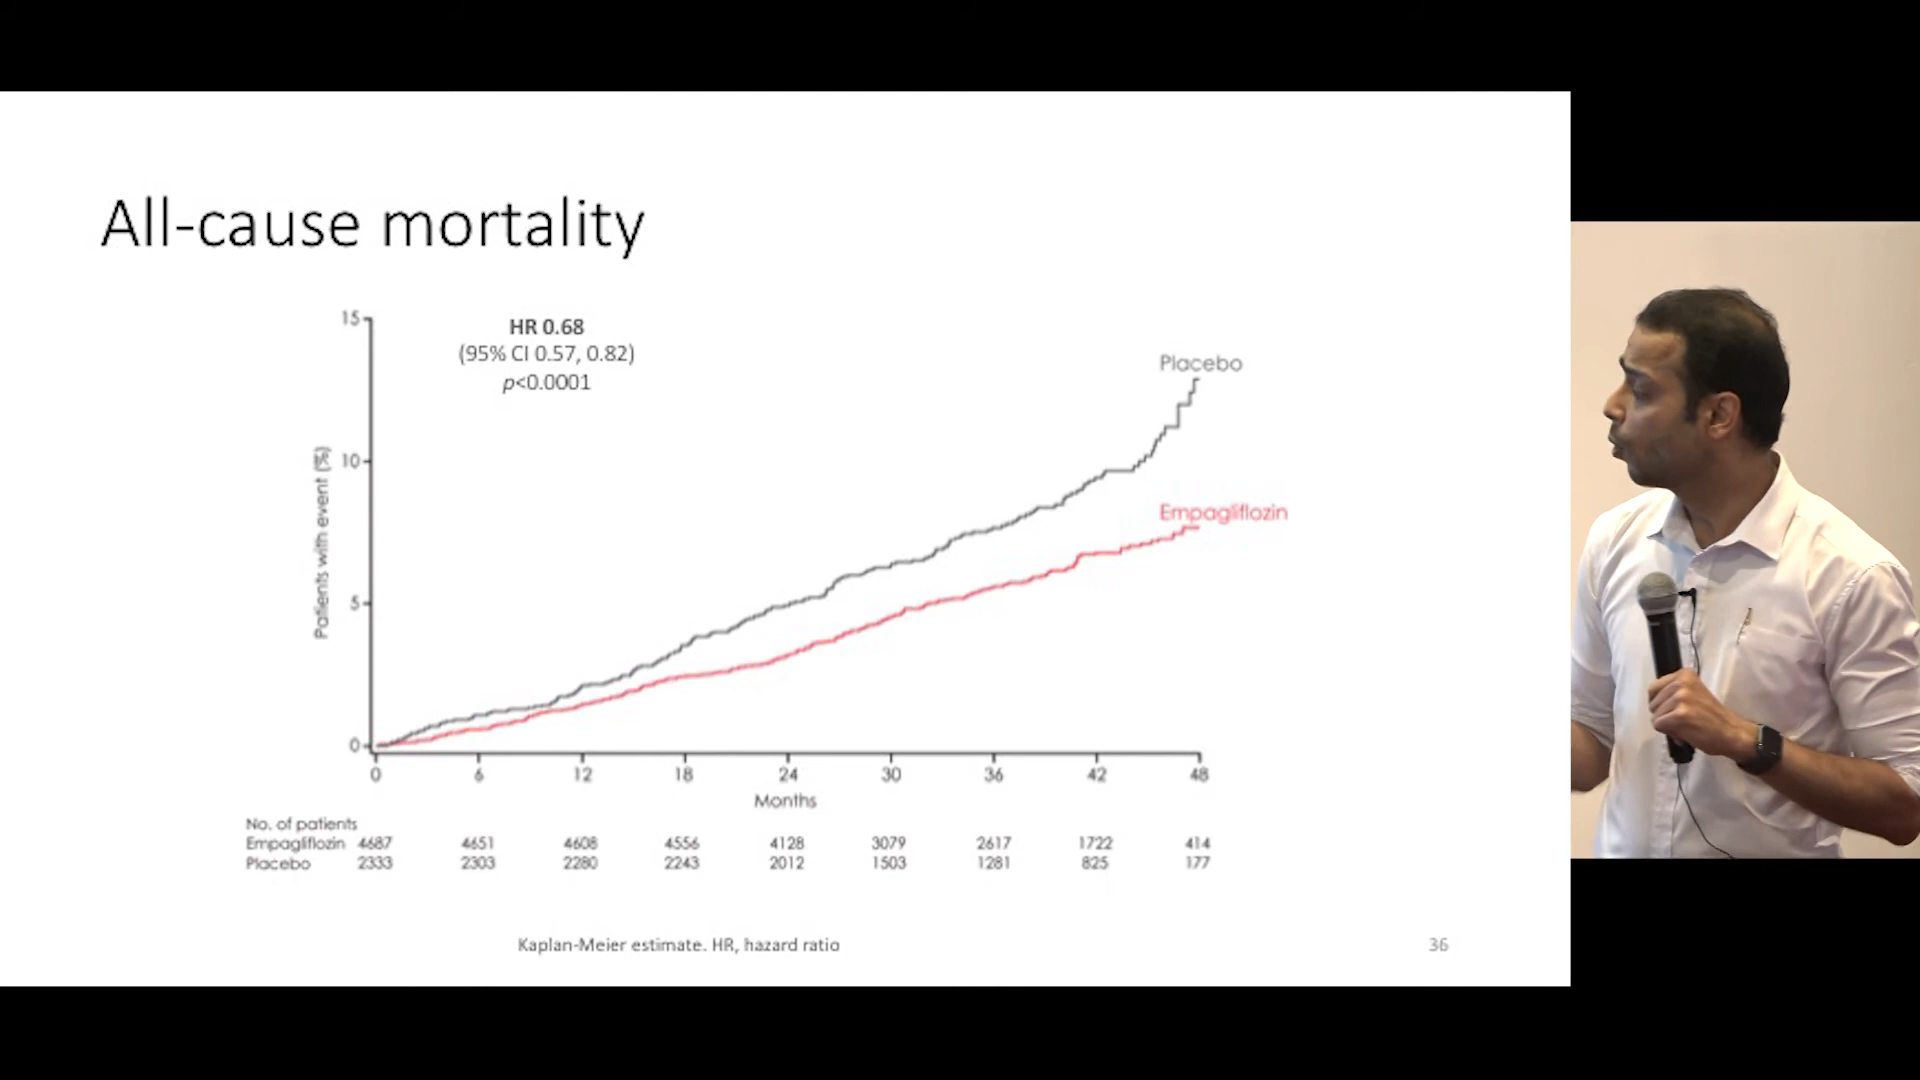 All-cause mortality
HR 0.68
(95% CI 0.57, 0.82)
p<0.0001
15
10
5
0
Patients with event (%)
Placebo
Empagliflozin
0 6 12 18 24 30 36 42 48
Months
No. of patients
Empagliflozin 4687 4651 4608 4556 4128 3079 2617 1722 414
Placebo 2333 2303 2280 2243 2012 1503 1281 825 177
Kaplan-Meier estimate. HR, hazard ratio
36